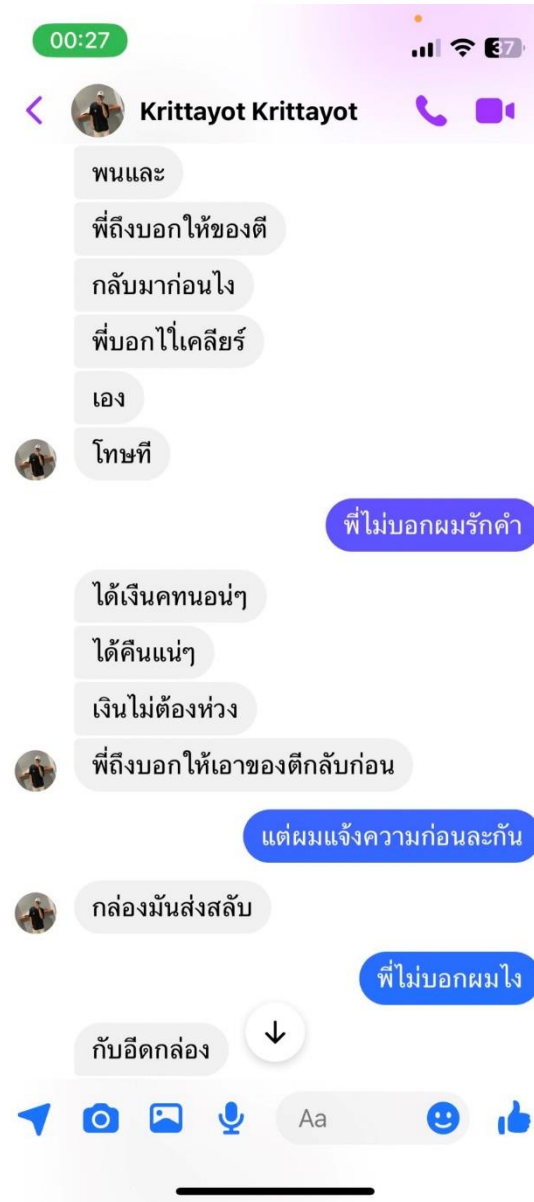 00:27
37
Krittayot Krittayot
พนและ
พี่ถึงบอกให้ของตี
กลับมาก่อนไง
พี่บอกไเ่เคลียร์
เอง
โทษที
พี่ไม่บอกผมรักคำ
ได้เงืนคทนอน่ๆ
ได้คืนแน่ๆ
เงินไม่ต้องห่วง
พี่ถึงบอกให้เอาของตีกลับก่อน
แต่ผมแจ้งความก่อนละกัน
กล่องมันส่งสลับ
พี่ไม่บอกผมไง
กับอีดกล่อง
Aa